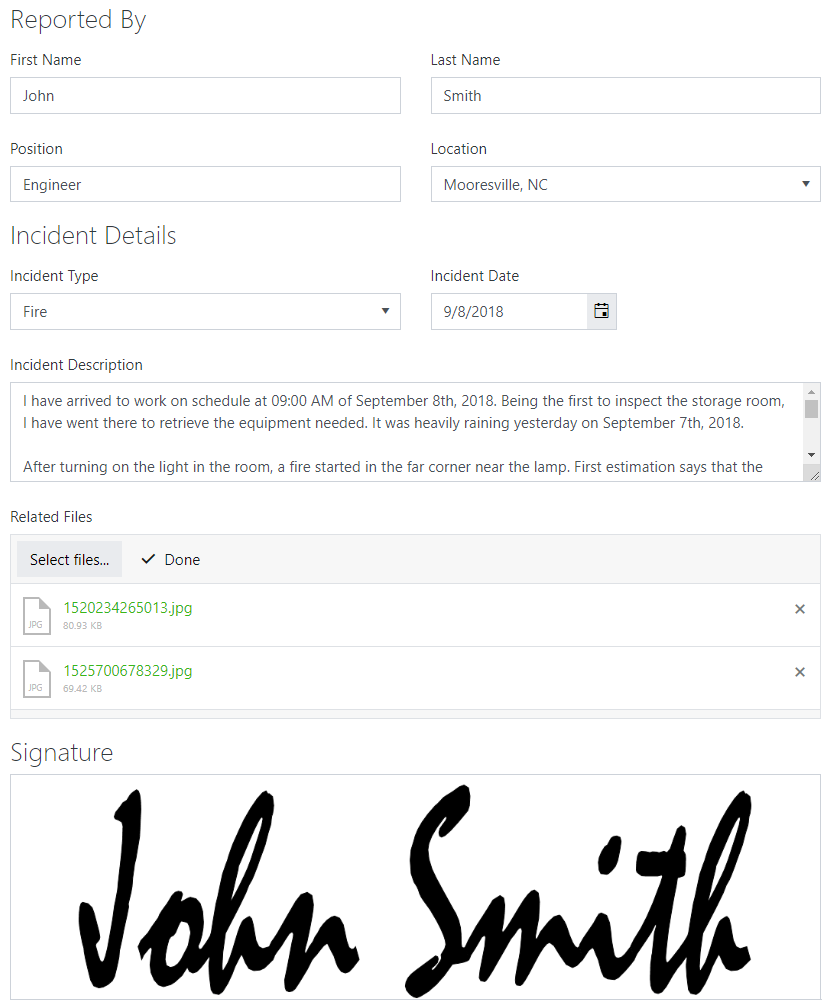 Reported By
First Name
Last Name
John
Smith
Position
Location
Engineer
Mooresville, NC
Incident Details
Incident Type
Incident Date
Fire
9/8/2018
Incident Description
I have arrived to work on schedule at 09:00 AM of September 8th, 2018. Being the first to inspect the storage room,
I have went there to retrieve the equipment needed. It was heavily raining yesterday on September 7th, 2018.
After turning on the light in the room, a fire started in the far corner near the lamp. First estimation says that the
Related Files
Select files...
Done
1520234265013.jpg
JPG
80.93 KB
1525700678329.jpg
JPG
69.42 KB
Signature
John Smith